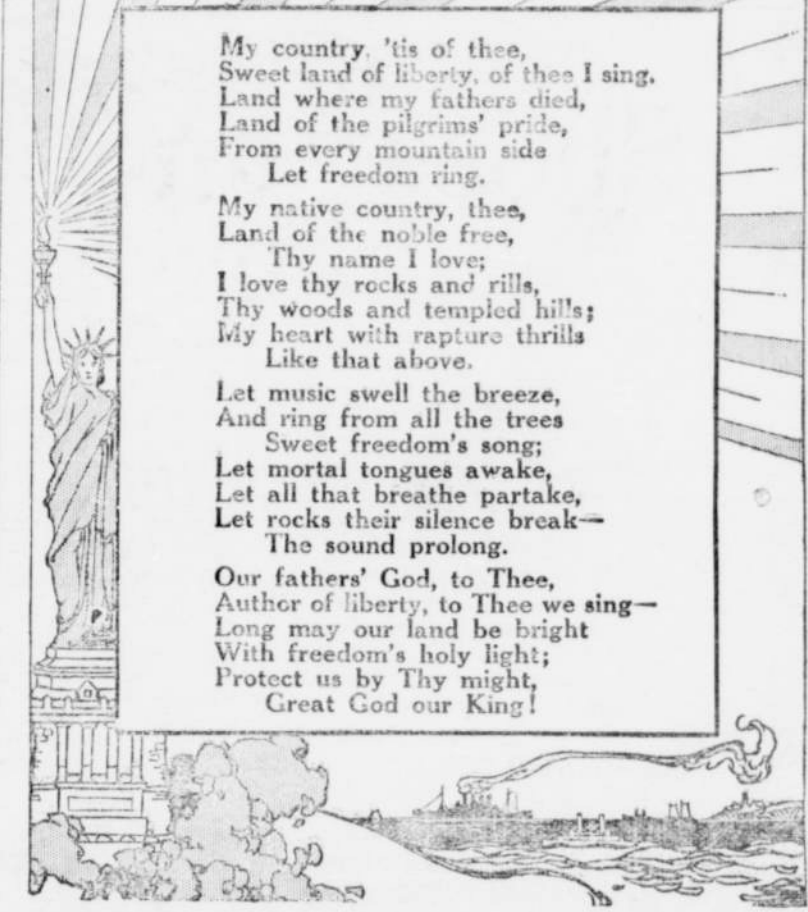 My country, 'tis of thee,
Sweet land of liberty, of thee I sing.
Land where my fathers died,
Land of the pilgrims' pride,
From every mountain side
Let freedom ring.
My native country, thee,
Land of the noble free,
Thy name I love;
I love thy rocks and rills,
Thy woods and templed hills;
My heart with rapture thrills
Like that above.
Let music swell the breeze,
And ring from all the trees
Sweet freedom's song;
Let mortal tongues awake,
Let all that breathe partake,
Let rocks their silence break—
The sound prolong.
Our fathers' God, to Thee,
Author of liberty, to Thee we sing—
Long may our land be bright
With freedom's holy light;
Protect us by Thy might,
Great God our King!